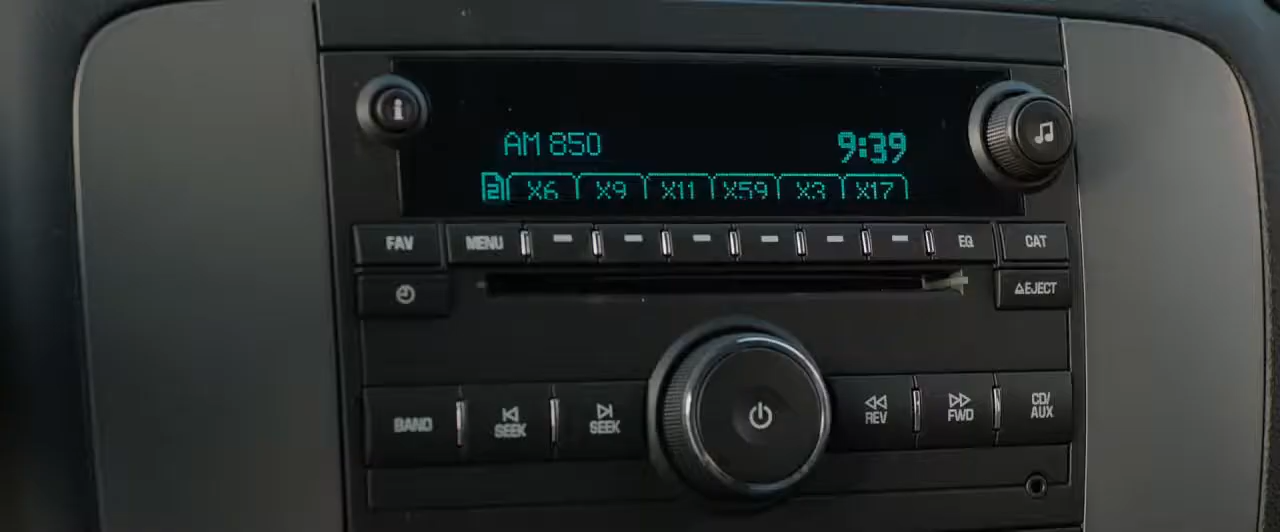 i
AM 850 9:39
2 X6 X9 X11 X59 X3 X17
FAV MENU EQ CAT
▲EJECT
BAND SEEK SEEK REV FWD CD/
AUX